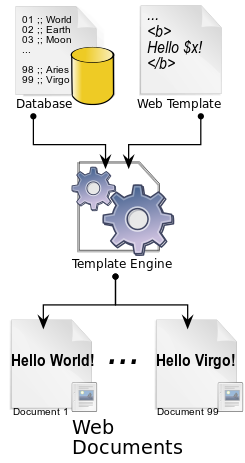 01 ;; World
02 ;; Earth
03 ;; Moon
...
98 ;; Aries
99 ;; Virgo
Database
...
<b>
Hello $x!
</b>
Web Template
Template Engine
Hello World!
...
Hello Virgo!
Document 1
Document 99
Web
Documents